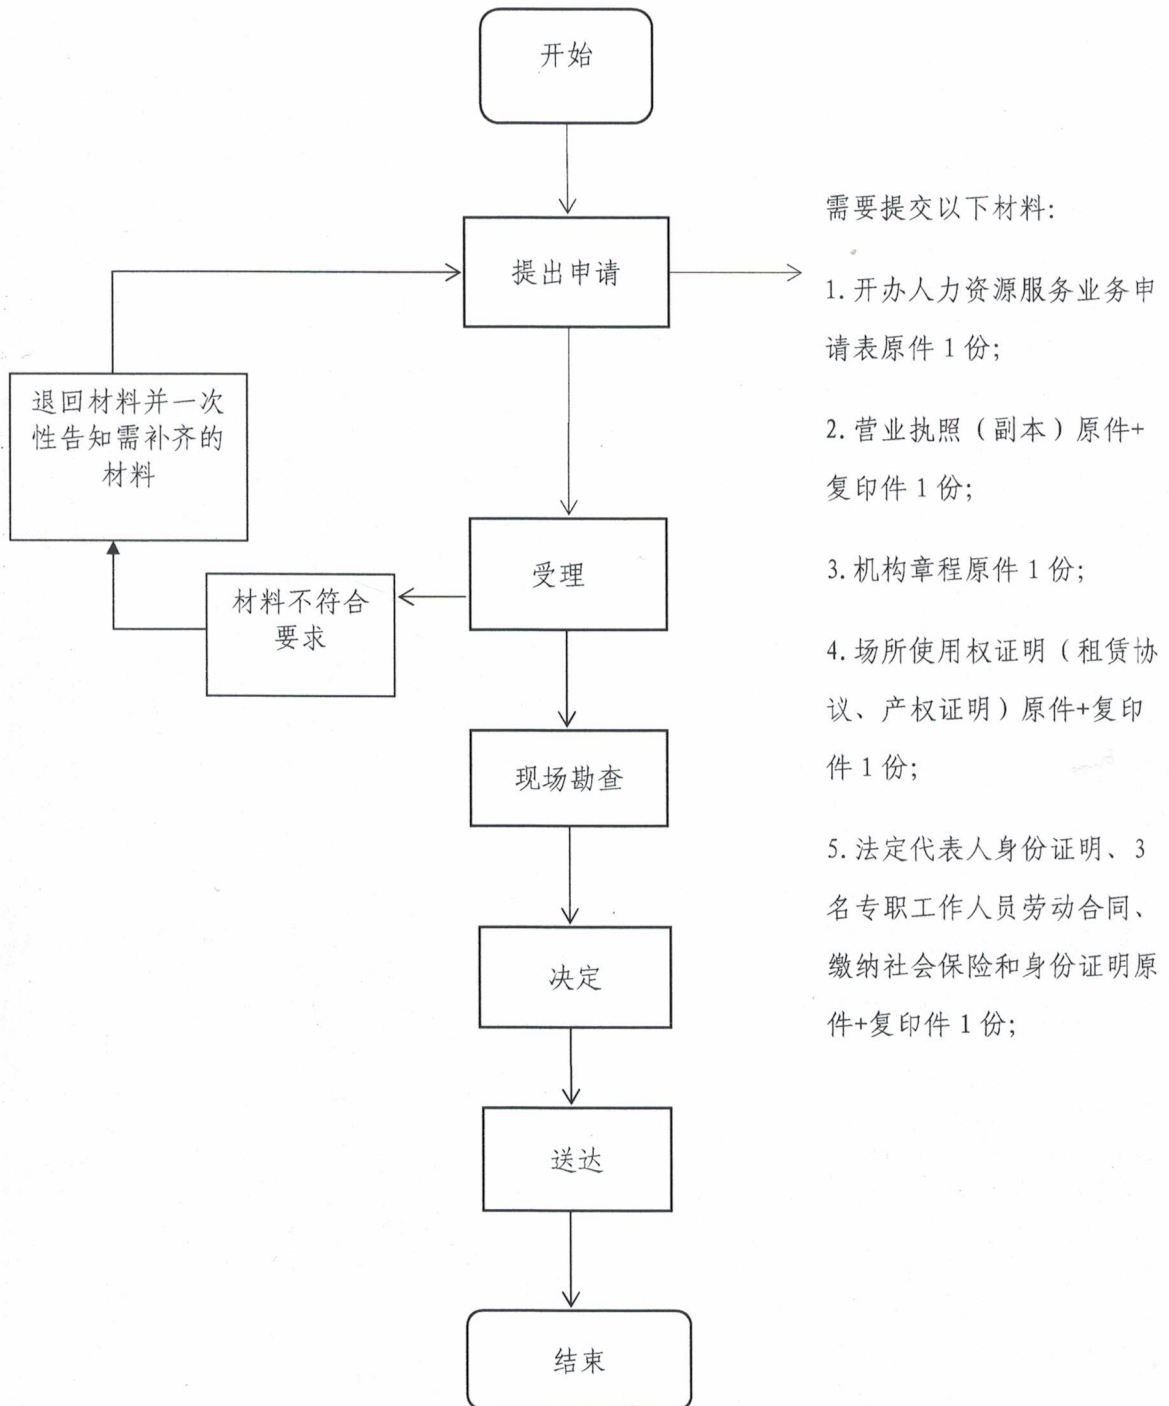 开始
提出申请
退回材料并一次
性告知需补齐的
材料
受理
材料不符合
要求
现场勘查
决定
送达
结束
需要提交以下材料:
1.开办人力资源服务业务申
请表原件1份;
2.营业执照（副本）原件+
复印件1份;
3.机构章程原件1份;
4.场所使用权证明（租赁协
议、产权证明）原件+复印
件1份;
5.法定代表人身份证明、3
名专职工作人员劳动合同、
缴纳社会保险和身份证明原
件+复印件1份;